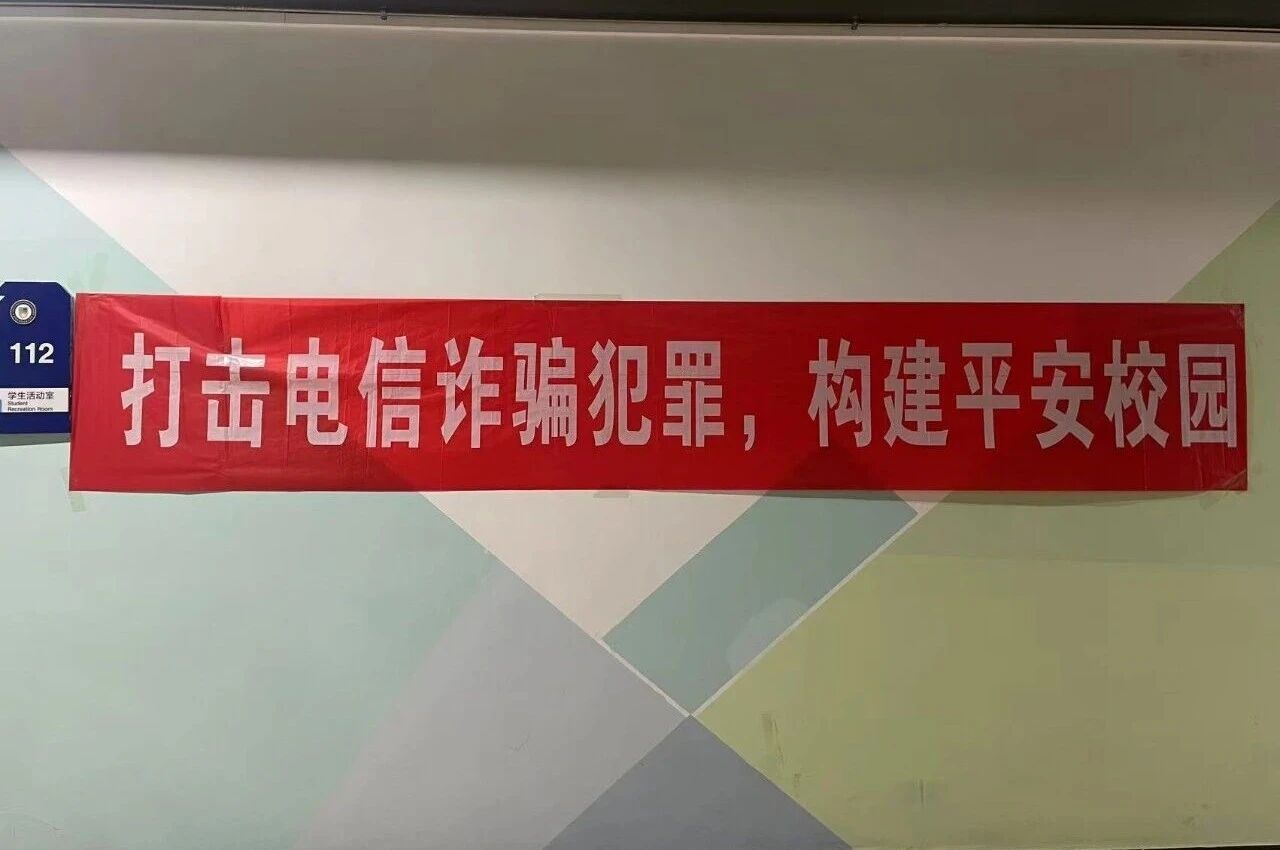 打击电信诈骗犯罪，构建平安校园
112
学生活动室
Student
Recreation Room